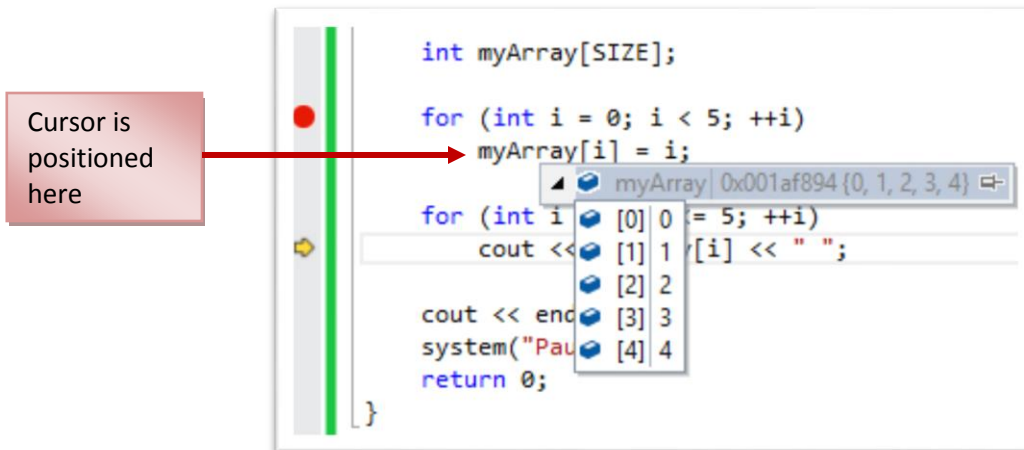 int myArray[SIZE];
Cursor is
positioned
here
for (int i = 0; i < 5; ++i)
myArray[i] = i;
myArray 0x001af894 {0, 1, 2, 3, 4}
for (int i = 5; ++i)
[0] 0
cout << [i] << " ";
[1] 1
[2] 2
cout << end
[3] 3
system("Pau
[4] 4
return 0;
}